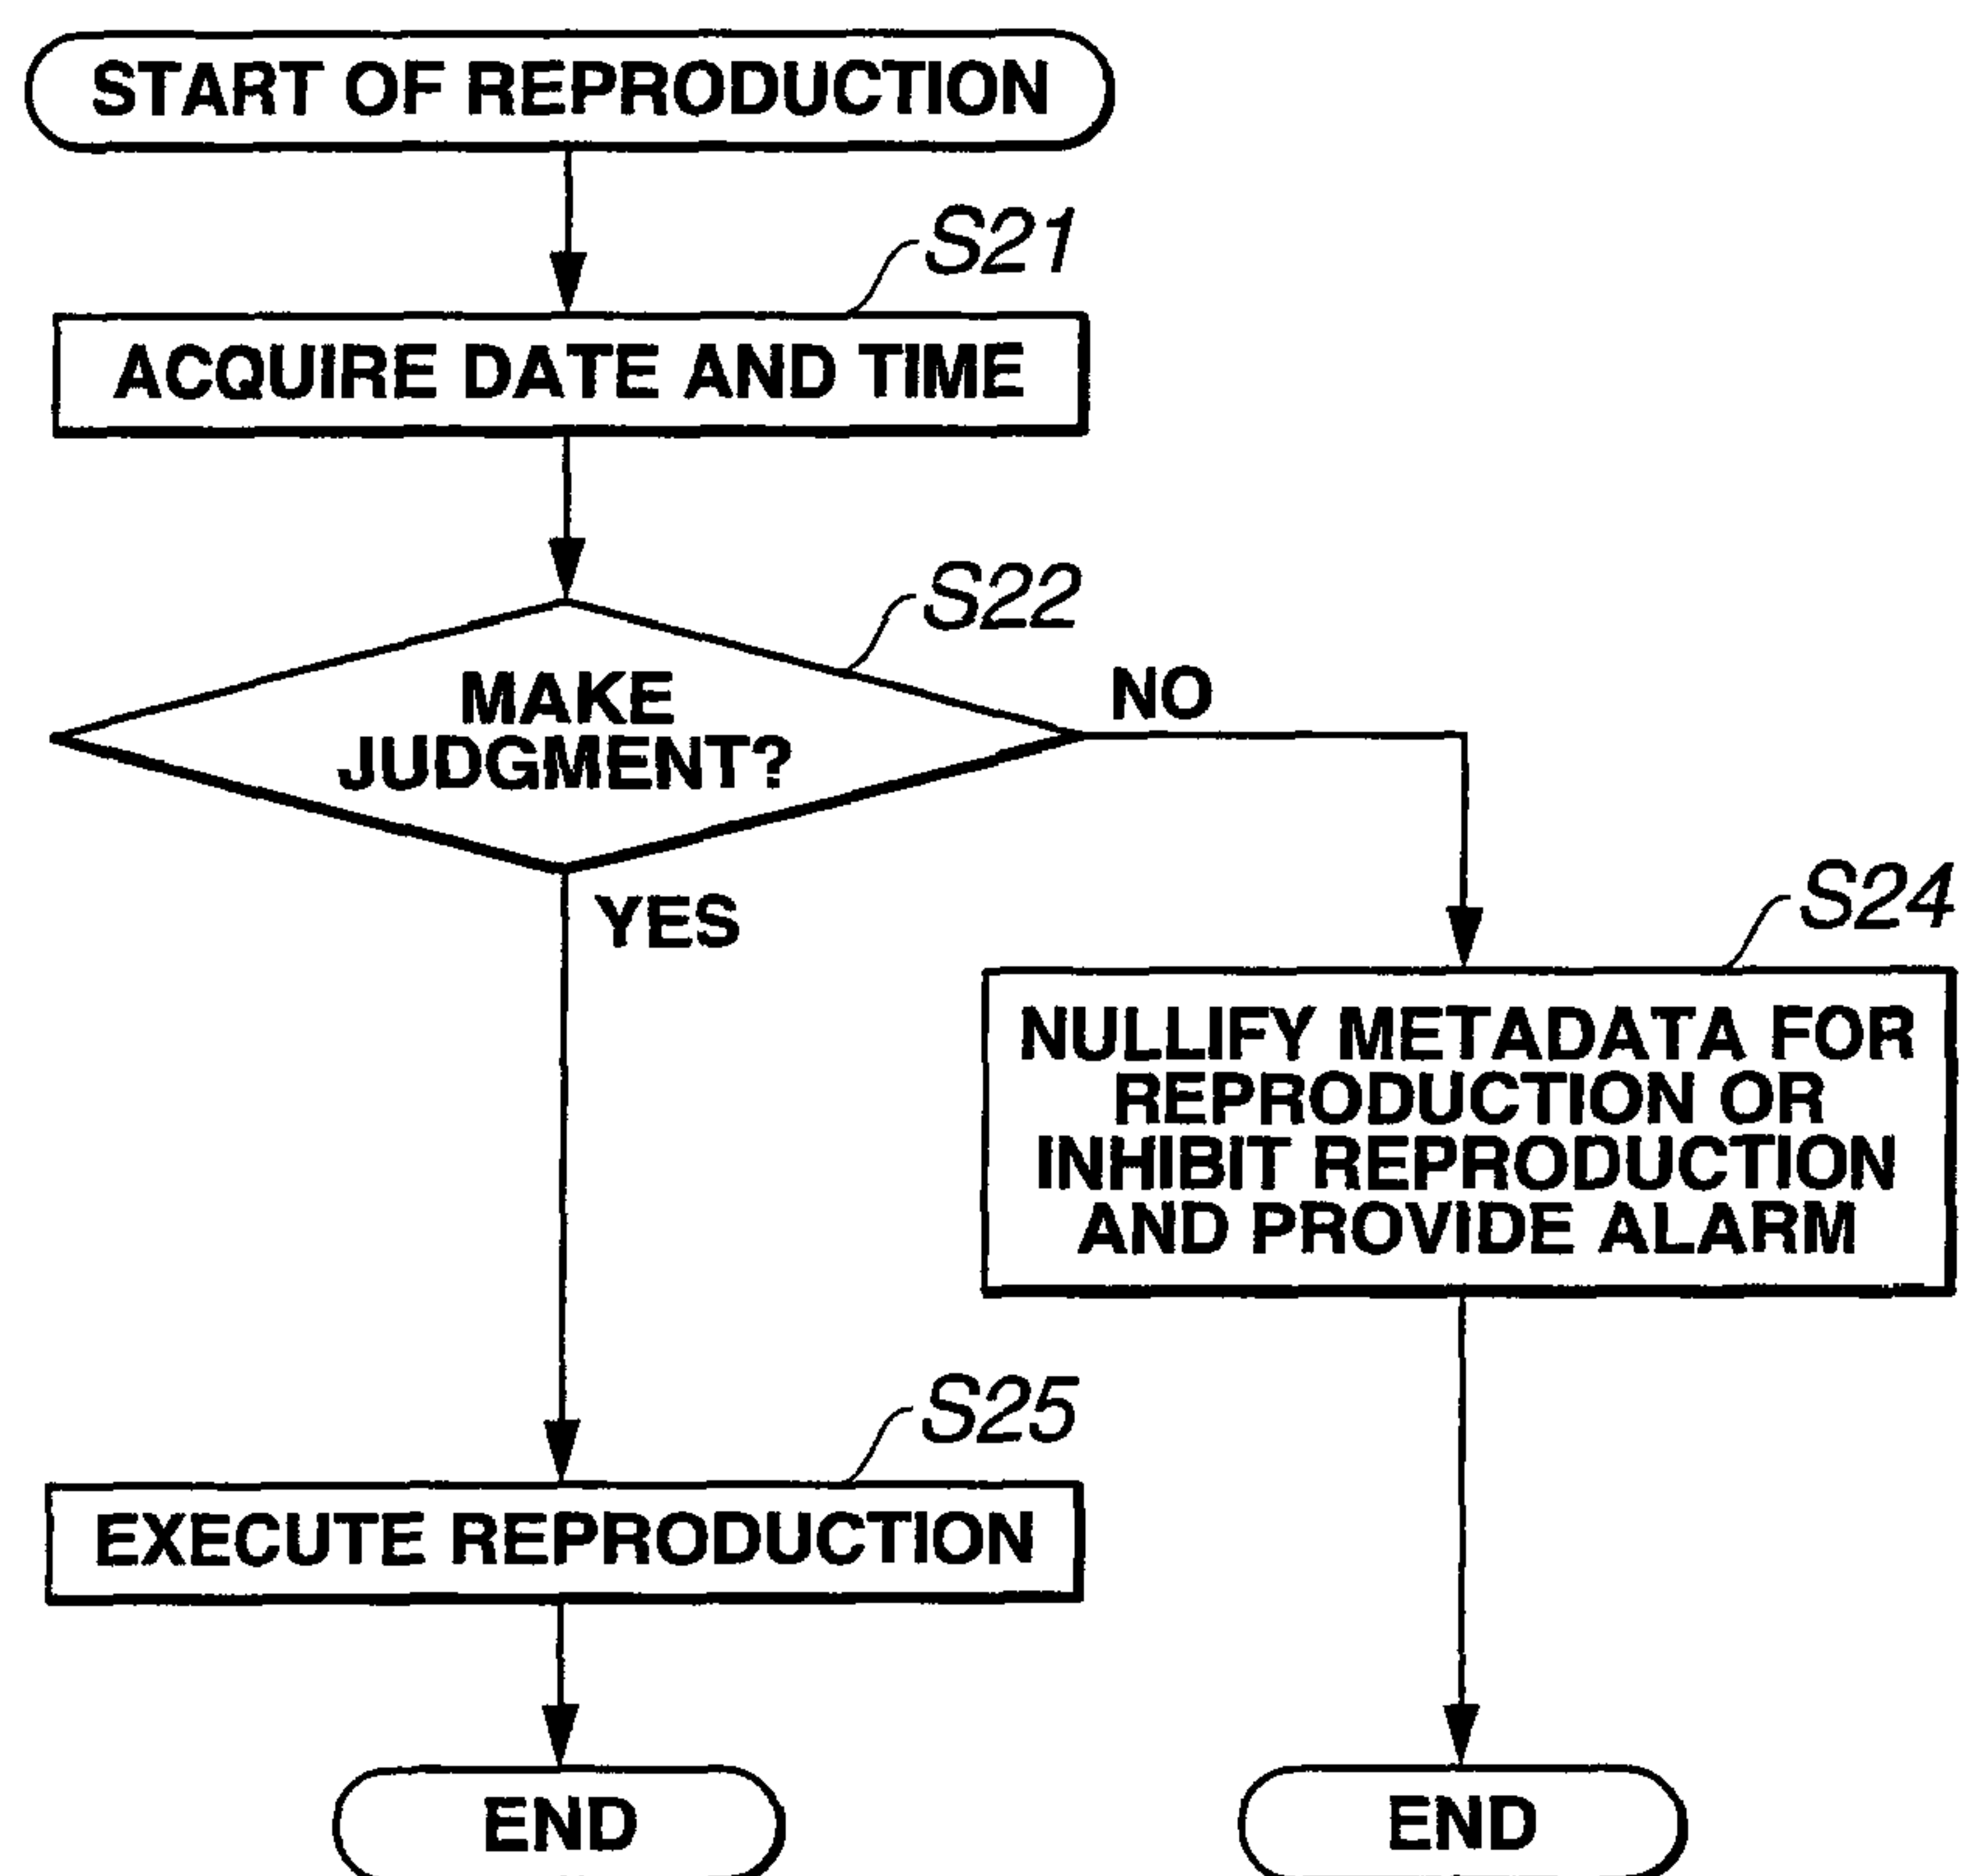 START OF REPRODUCTION
S21
ACQUIRE DATE AND TIME
S22
MAKE
JUDGMENT?
NO
YES
S24
NULLIFY METADATA FOR
REPRODUCTION OR
INHIBIT REPRODUCTION
AND PROVIDE ALARM
S25
EXECUTE REPRODUCTION
END
END